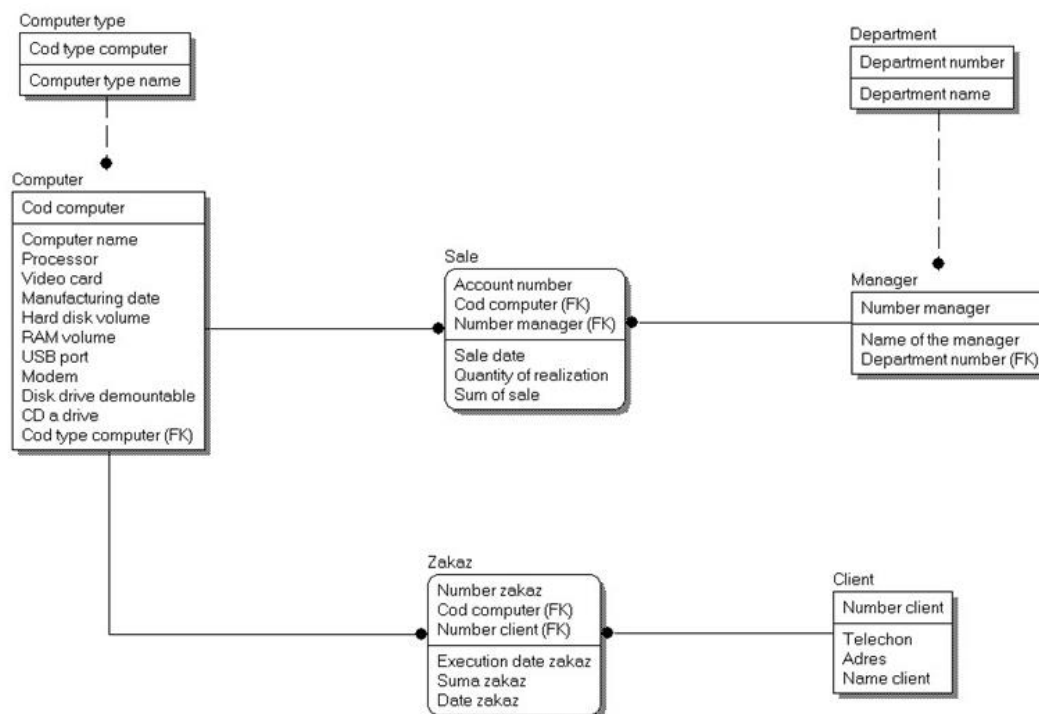 Computer type
Cod type computer
Computer type name
Department
Department number
Department name
Computer
Cod computer
Computer name
Processor
Video card
Manufacturing date
Hard disk volume
RAM volume
USB port
Modem
Disk drive demountable
CD a drive
Cod type computer (FK)
Sale
Account number
Cod computer (FK)
Number manager (FK)
Sale date
Quantity of realization
Sum of sale
Manager
Number manager
Name of the manager
Department number (FK)
Zakaz
Number zakaz
Cod computer (FK)
Number client (FK)
Execution date zakaz
Suma zakaz
Date zakaz
Client
Number client
Telechon
Adres
Name client